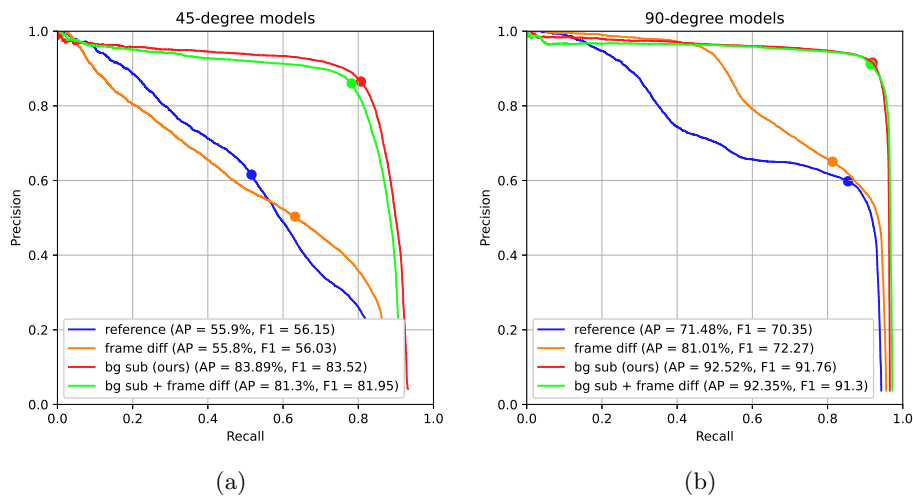 45-degree models
1.0
0.8
0.6
0.4
0.2
0.0
Precision
0.0 0.2 0.4 0.6 0.8 1.0
Recall
reference (AP = 55.9%, F1 = 56.15)
frame diff (AP = 55.8%, F1 = 56.03)
bg sub (ours) (AP = 83.89%, F1 = 83.52)
bg sub + frame diff (AP = 81.3%, F1 = 81.95)
(a)
90-degree models
1.0
0.8
0.6
0.4
0.2
0.0
Precision
0.0 0.2 0.4 0.6 0.8 1.0
Recall
reference (AP = 71.48%, F1 = 70.35)
frame diff (AP = 81.01%, F1 = 72.27)
bg sub (ours) (AP = 92.52%, F1 = 91.76)
bg sub + frame diff (AP = 92.35%, F1 = 91.3)
(b)